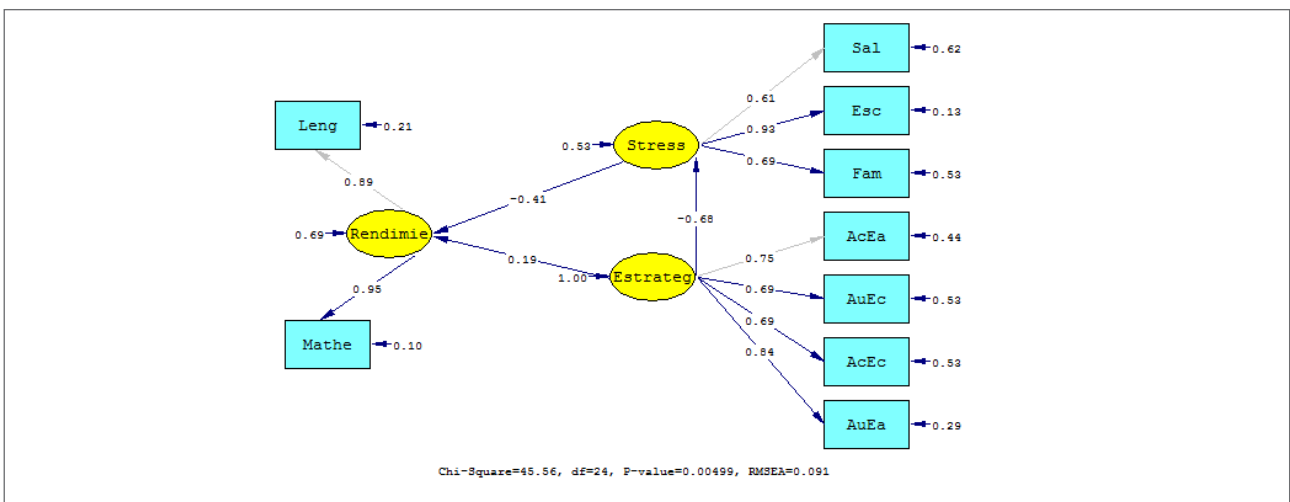 Sal
0.62
0.61
Esc
0.13
Leng
0.21
0.93
0.53
Stress
0.69
Fam
0.53
0.89
-0.41
-0.68
AcEa
0.44
0.69
Rendimie
0.19
0.75
1.00
Estrateg
0.69
AuEc
0.53
0.95
0.69
Mathe
0.10
0.84
AcEc
0.53
AuEa
0.29
Chi-Square=45.56, df=24, P-value=0.00499, RMSEA=0.091